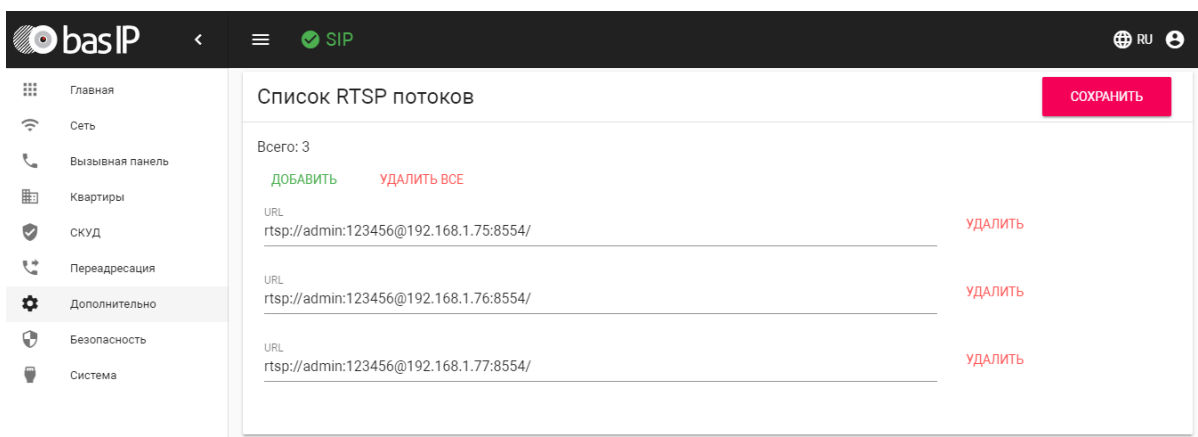 basIP
SIP
RU
Главная
Сеть
Вызывная панель
Квартиры
СКУД
Переадресация
Дополнительно
Безопасность
Система
Список RTSP потоков
СОХРАНИТЬ
Всего: 3
ДОБАВИТЬ УДАЛИТЬ ВСЕ
URL
rtsp://admin:123456@192.168.1.75:8554/
УДАЛИТЬ
URL
rtsp://admin:123456@192.168.1.76:8554/
УДАЛИТЬ
URL
rtsp://admin:123456@192.168.1.77:8554/
УДАЛИТЬ